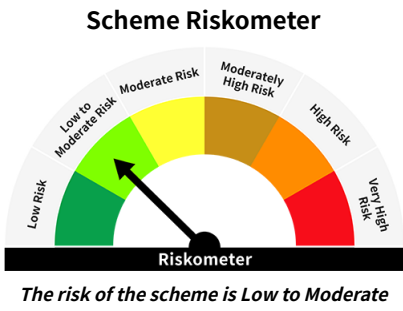 Scheme Riskometer
Low Risk
Low to
Moderate Risk
Moderate Risk
Moderately
High Risk
High Risk
Very High
Risk
Riskometer
The risk of the scheme is Low to Moderate